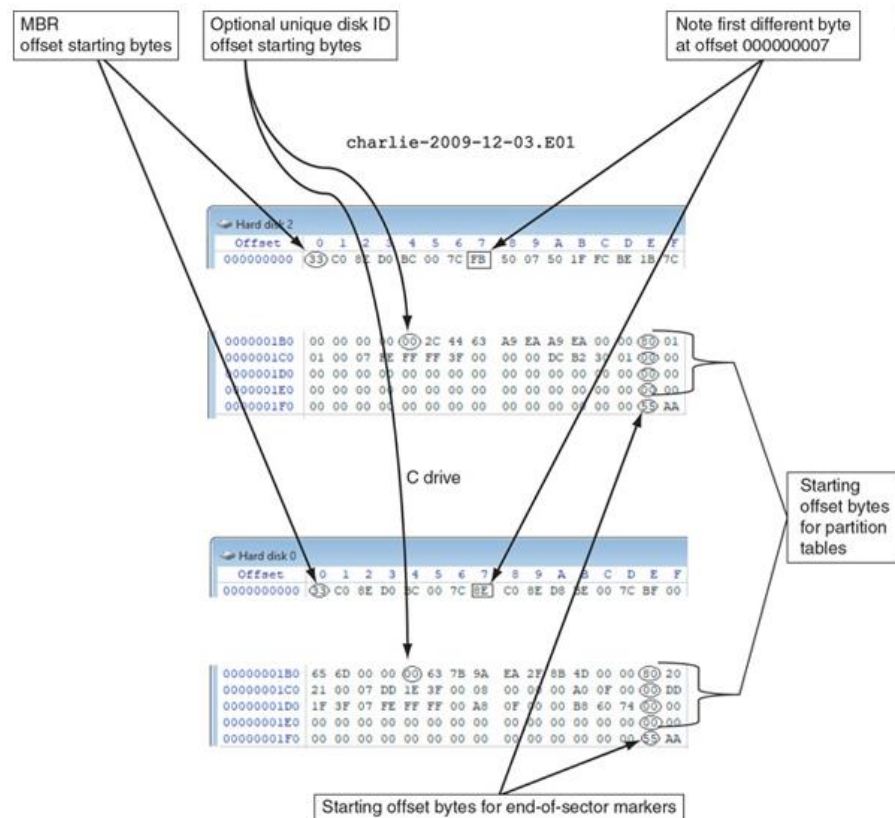 MBR
offset starting bytes
Optional unique disk ID
offset starting bytes
Note first different byte
at offset 000000007
charlie-2009-12-03.E01
Hard disk 2
Offset 0 1 2 3 4 5 6 7 8 9 A B C D E F
000000000 33 C0 8E D0 BC 00 7C FB 50 07 50 1F FC BE 1B 7C
0000001B0 00 00 00 00 00 2C 44 63 A9 EA A9 EA 00 00 80 01
0000001C0 01 00 07 FE FF FF 3F 00 00 00 DC B2 30 01 00 00
0000001D0 00 00 00 00 00 00 00 00 00 00 00 00 00 00 00 00
0000001E0 00 00 00 00 00 00 00 00 00 00 00 00 00 00 00 00
0000001F0 00 00 00 00 00 00 00 00 00 00 00 00 00 00 55 AA
C drive
Starting
offset bytes
for partition
tables
Hard disk 0
Offset 0 1 2 3 4 5 6 7 8 9 A B C D E F
0000000000 33 C0 8E D0 BC 00 7C 8E C0 8E D8 BE 00 7C BF 00
00000001B0 65 6D 00 00 00 63 7B 9A EA 2F 8B 4D 00 00 80 20
00000001C0 21 00 07 DD 1E 3F 00 08 00 00 00 A0 0F 00 00 DD
00000001D0 1F 3F 07 FE FF FF 00 A8 0F 00 00 B8 60 74 00 00
00000001E0 00 00 00 00 00 00 00 00 00 00 00 00 00 00 00 00
00000001F0 00 00 00 00 00 00 00 00 00 00 00 00 00 00 55 AA
Starting offset bytes for end-of-sector markers